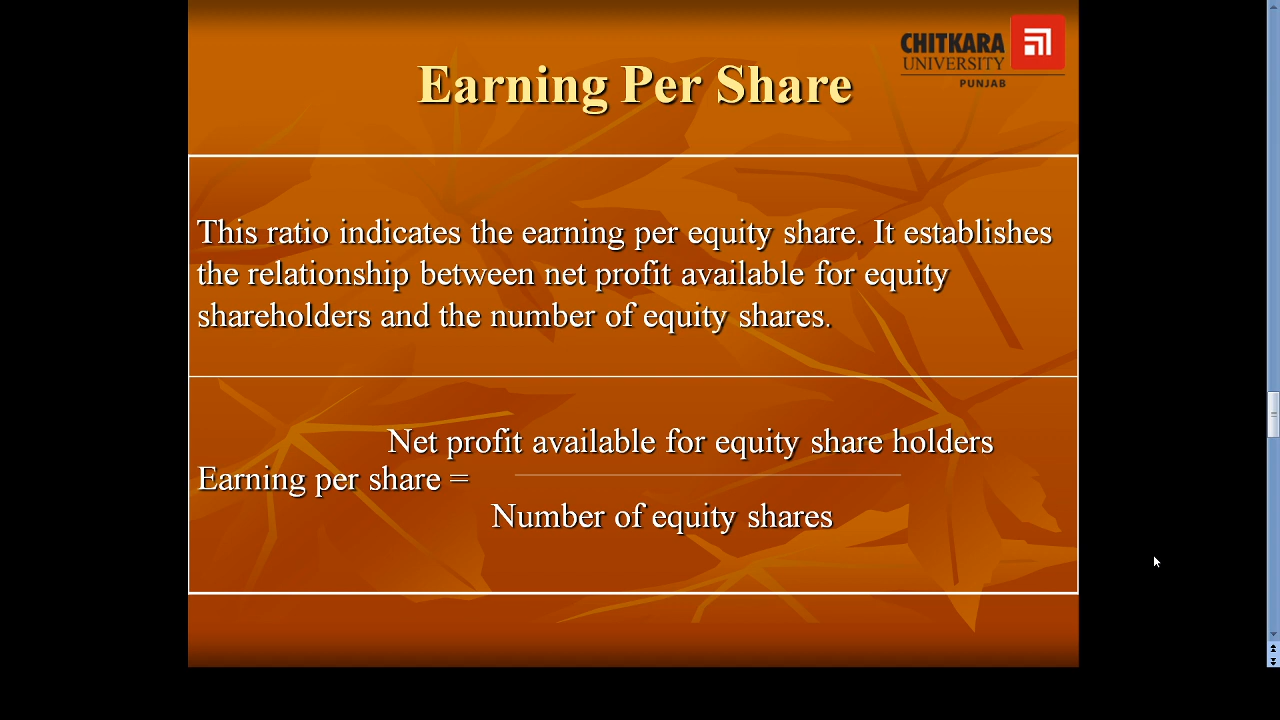 CHITKARA
UNIVERSITY
PUNJAB
Earning Per Share
This ratio indicates the earning per equity share. It establishes
the relationship between net profit available for equity
shareholders and the number of equity shares.
Net profit available for equity share holders
Earning per share =
Number of equity shares